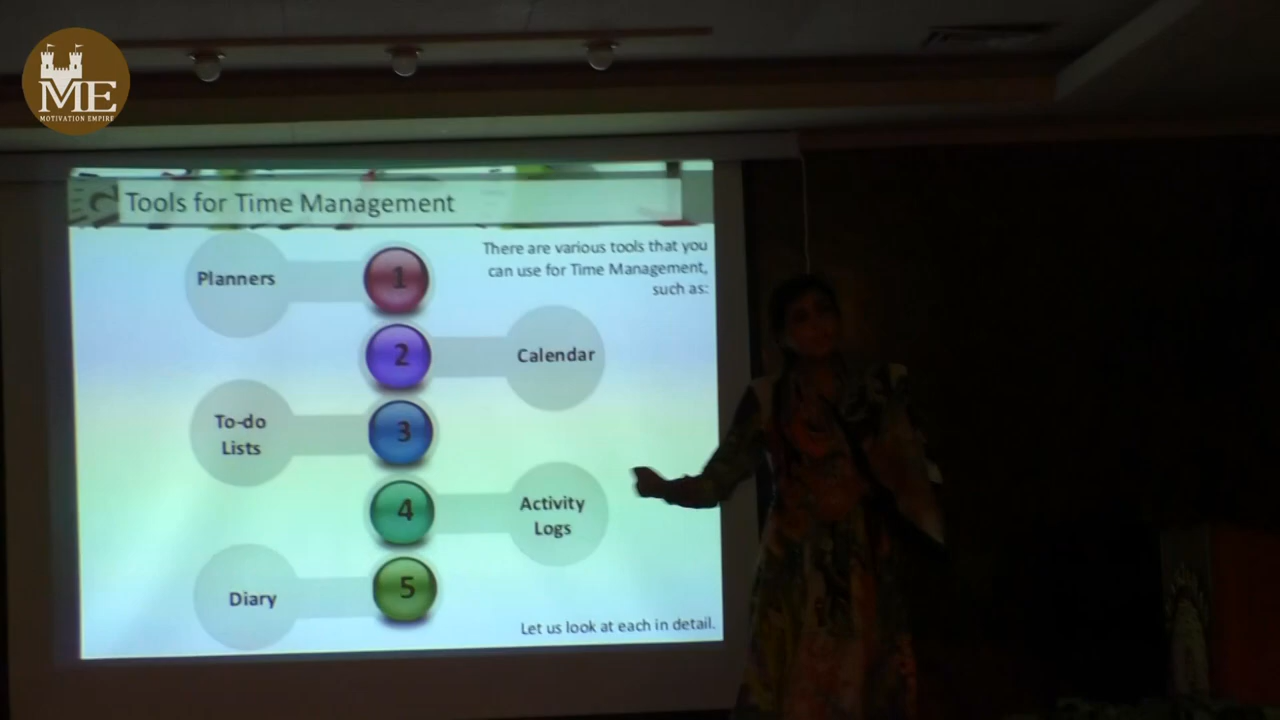 ME
MOTIVATION EMPIRE
Tools for Time Management
There are various tools that you
can use for Time Management,
such as:
Planners
1
2
Calendar
To-do
Lists
3
4
Activity
Logs
Diary
5
Let us look at each in detail.